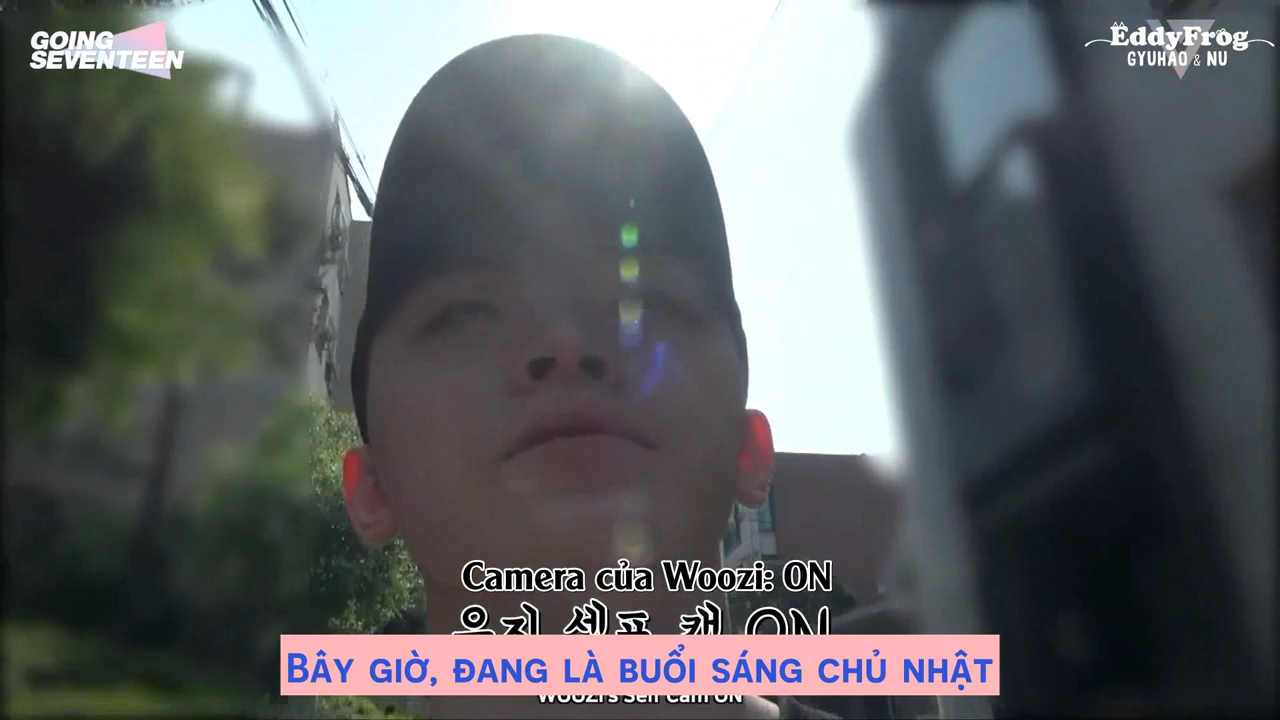 GOING
SEVENTEEN
EddyFrog
GYUHAO & NU
Camera của Woozi: ON
우지 셀프 캠 ON
Bây giờ, đang là buổi sáng chủ nhật
WOOZI's Self Cam ON